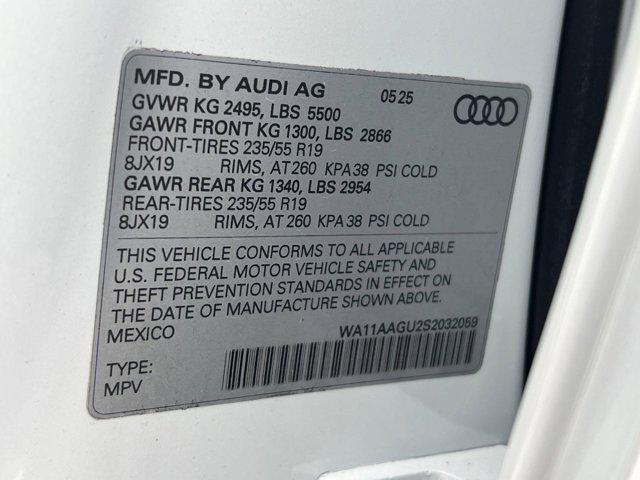 MFD. BY AUDI AG 05 25
GVWR KG 2495, LBS 5500
GAWR FRONT KG 1300, LBS 2866
FRONT-TIRES 235/55 R19
8JX19 RIMS, AT 260 KPA 38 PSI COLD
GAWR REAR KG 1340, LBS 2954
REAR-TIRES 235/55 R19
8JX19 RIMS, AT 260 KPA 38 PSI COLD
THIS VEHICLE CONFORMS TO ALL APPLICABLE
U.S. FEDERAL MOTOR VEHICLE SAFETY AND
THEFT PREVENTION STANDARDS IN EFFECT ON
THE DATE OF MANUFACTURE SHOWN ABOVE.
MEXICO WA11AAGU2S2032059
TYPE:
MPV